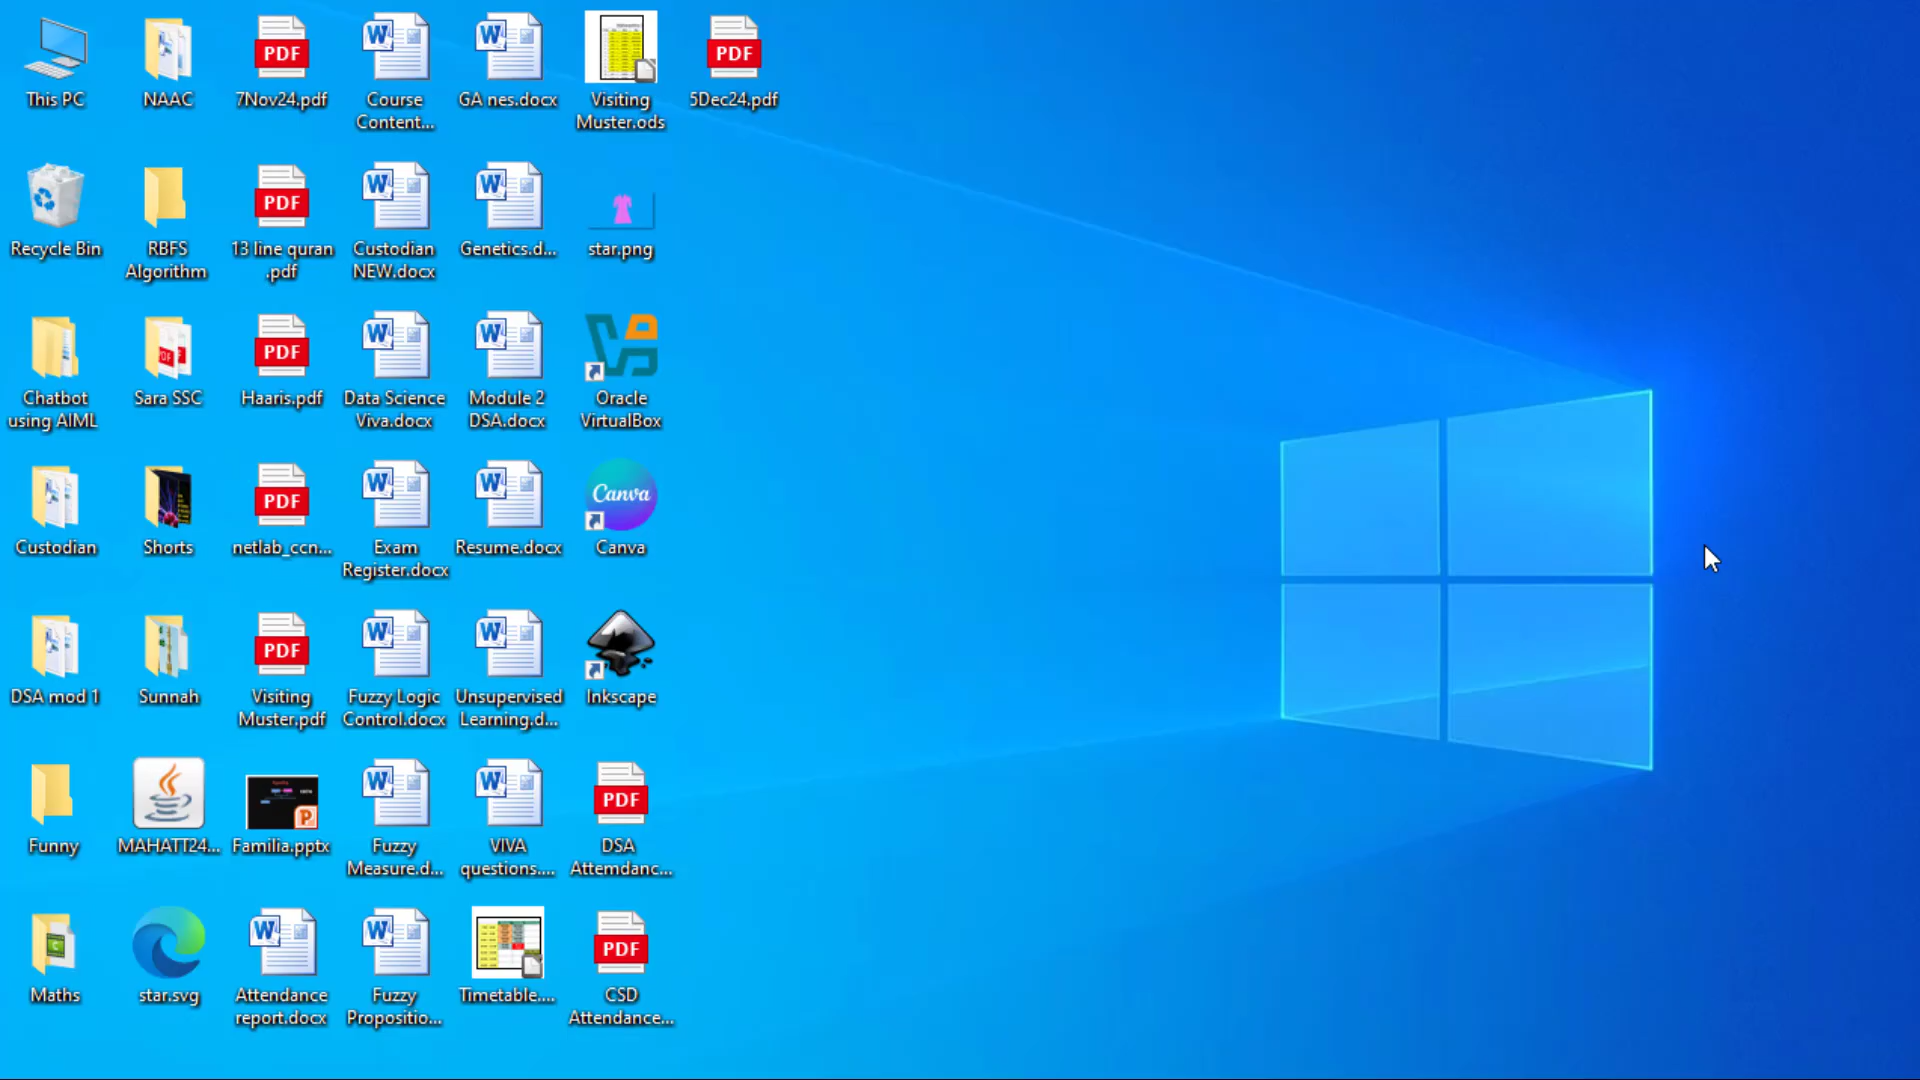 This PC
NAAC
7Nov24.pdf
Course
Content...
GA nes.docx
Visiting
Muster.ods
5Dec24.pdf
Recycle Bin
RBFS
Algorithm
13 line quran
.pdf
Custodian
NEW.docx
Genetics.d...
star.png
Chatbot
using AIML
Sara SSC
Haaris.pdf
Data Science
Viva.docx
Module 2
DSA.docx
Oracle
VirtualBox
Custodian
Shorts
netlab_ccn...
Exam
Register.docx
Resume.docx
Canva
Canva
DSA mod 1
Sunnah
Visiting
Muster.pdf
Fuzzy Logic
Control.docx
Unsupervised
Learning.d...
Inkscape
Funny
MAHATT24...
Familia.pptx
Fuzzy
Measure.d...
VIVA
questions....
DSA
Attemdanc...
Maths
star.svg
Attendance
report.docx
Fuzzy
Propositio...
Timetable....
CSD
Attendance...
PDF
PDF
PDF
PDF
PDF
PDF
PDF
PDF